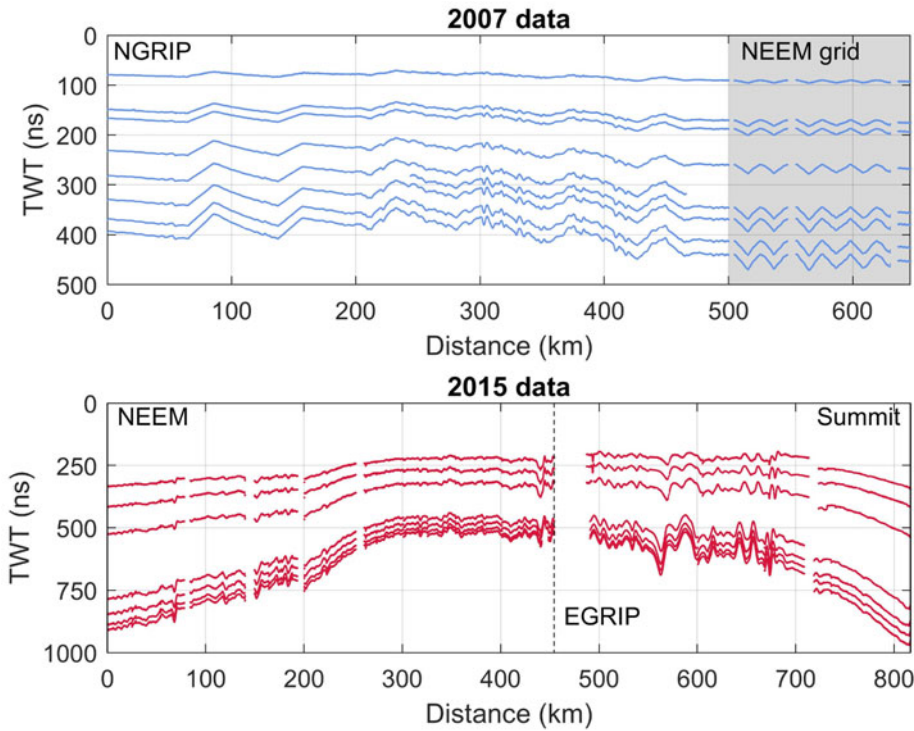 2007 data
NGRIP
NEEM grid
0
100
200
300
400
500
TWT (ns)
0
100
200
300
400
500
600
Distance (km)
2015 data
NEEM
Summit
0
250
500
750
1000
TWT (ns)
EGRIP
0
100
200
300
400
500
600
700
800
Distance (km)